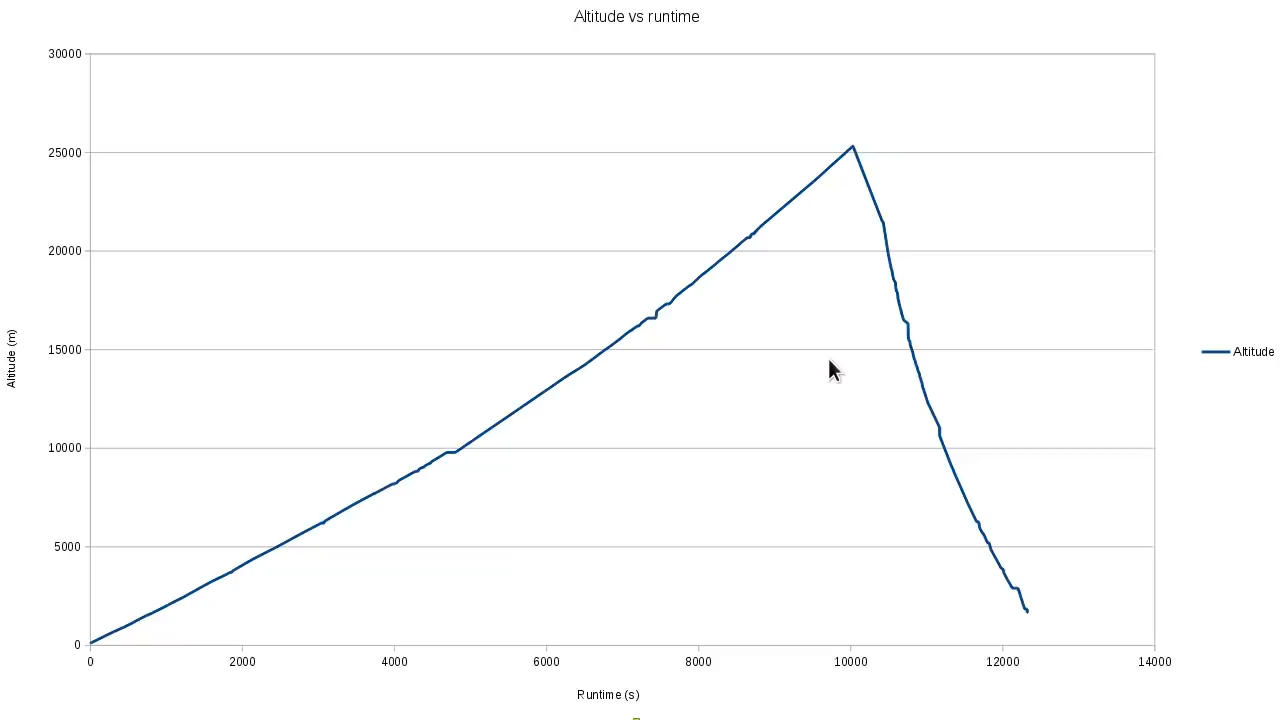 Altitude vs runtime
30000
25000
20000
15000
10000
5000
0
Altitude (m)
0 2000 4000 6000 8000 10000 12000 14000
Runtime (s)
Altitude